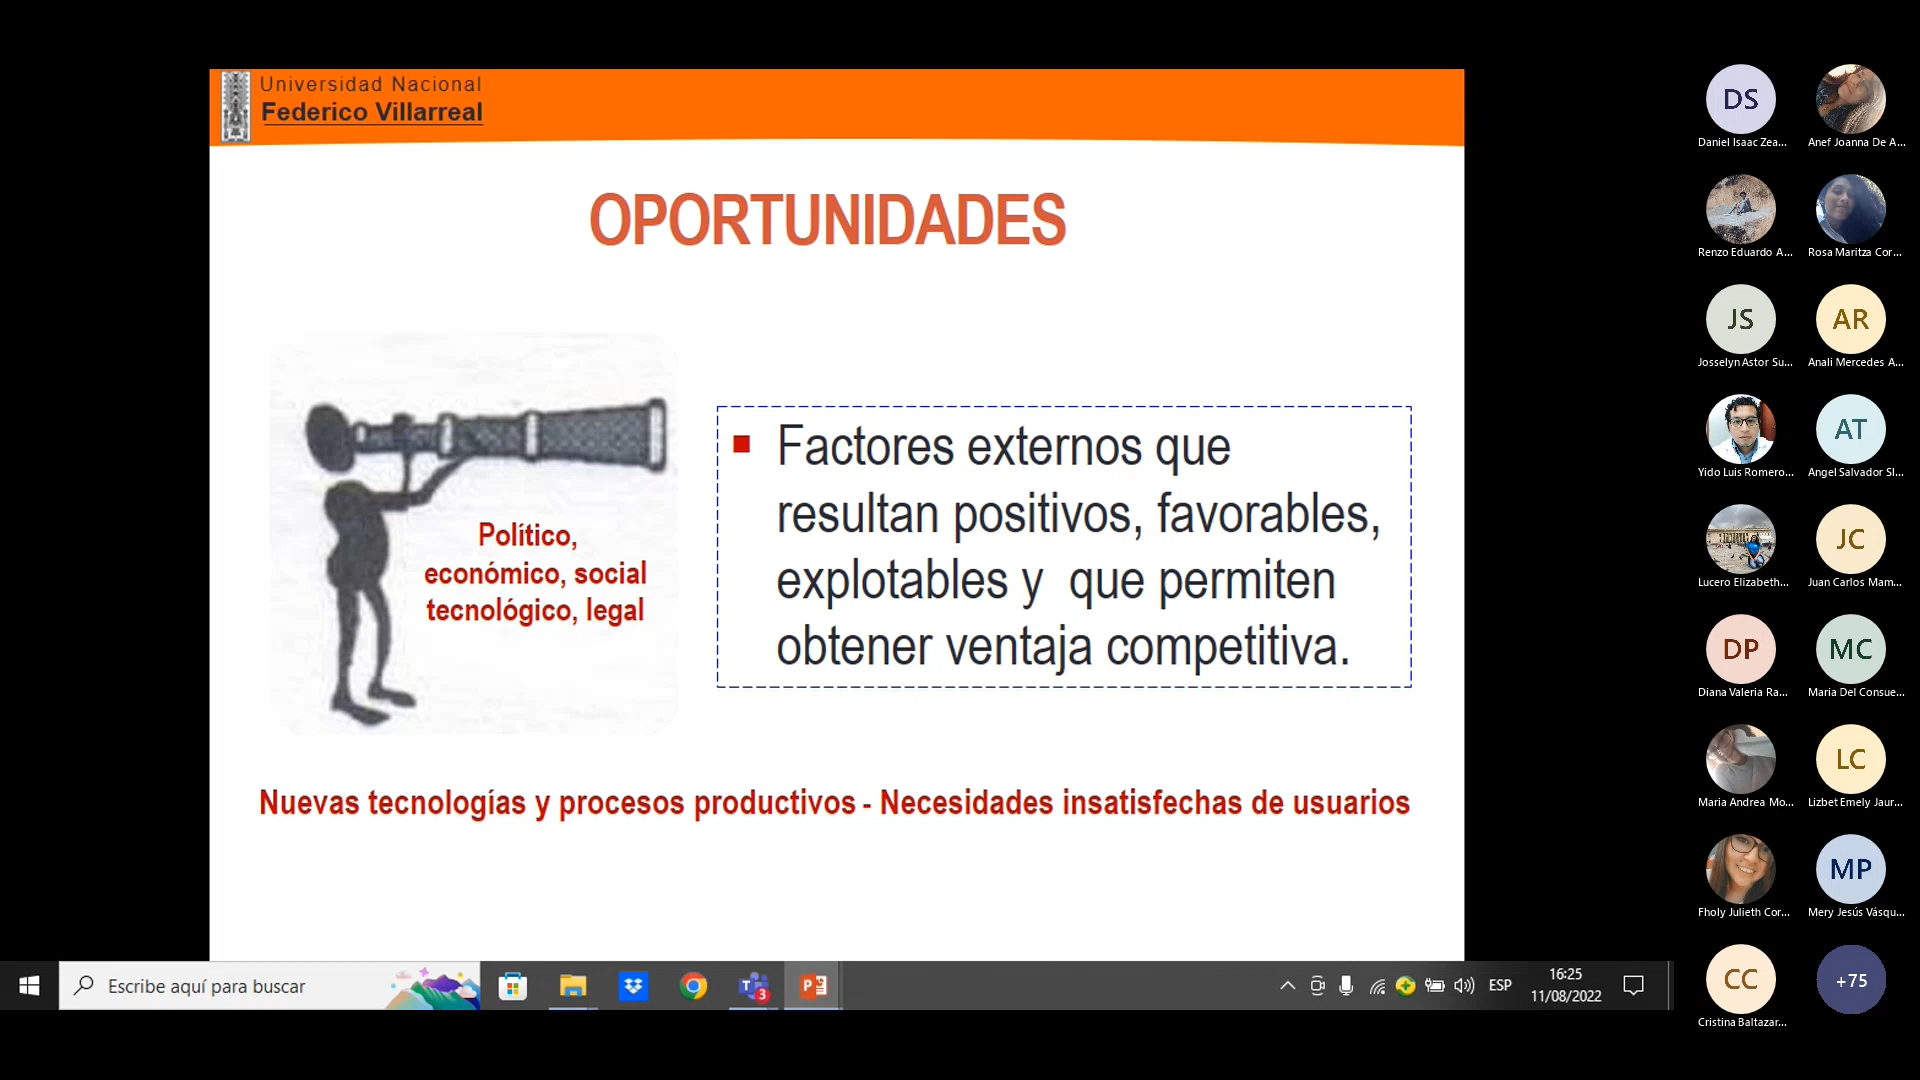 Universidad Nacional
Federico Villarreal
OPORTUNIDADES
Político,
económico, social
tecnológico, legal
Factores externos que
resultan positivos, favorables,
explotables y que permiten
obtener ventaja competitiva.
Nuevas tecnologías y procesos productivos - Necesidades insatisfechas de usuarios
Escribe aquí para buscar
T
3
P
ESP
16:25
11/08/2022
DS
Daniel Isaac Zea...
Anef Joanna De A...
Renzo Eduardo A...
Rosa Maritza Cor...
JS
Josselyn Astor Su...
AR
Anali Mercedes A...
Yido Luis Romero...
AT
Angel Salvador Sl...
Lucero Elizabeth...
JC
Juan Carlos Mam...
DP
Diana Valeria Ra...
MC
Maria Del Consue...
Maria Andrea Mo...
LC
Lizbet Emely Jaur...
Fholy Julieth Cor...
MP
Mery Jesús Vásqu...
CC
Cristina Baltazar...
+75